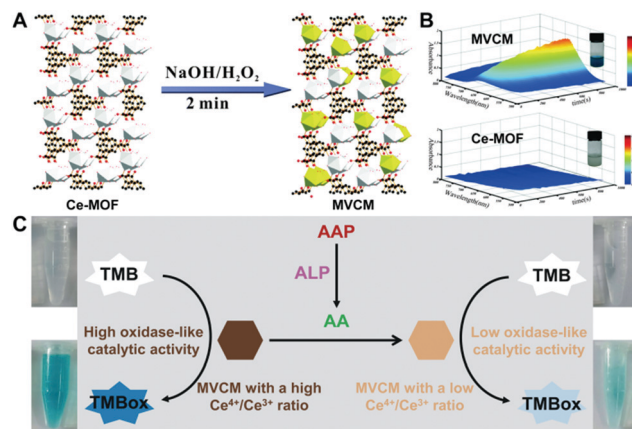 A
NaOH/H₂O₂
2 min
Ce-MOF
MVCM
B
MVCM
Absorbance
Wavelength(nm)
time(s)
Ce-MOF
Absorbance
Wavelength(nm)
time(s)
C
AAP
ALP
AA
TMB
High oxidase-like
catalytic activity
TMBox
MVCM with a high
Ce⁴⁺/Ce³⁺ ratio
MVCM with a low
Ce⁴⁺/Ce³⁺ ratio
TMB
Low oxidase-like
catalytic activity
TMBox